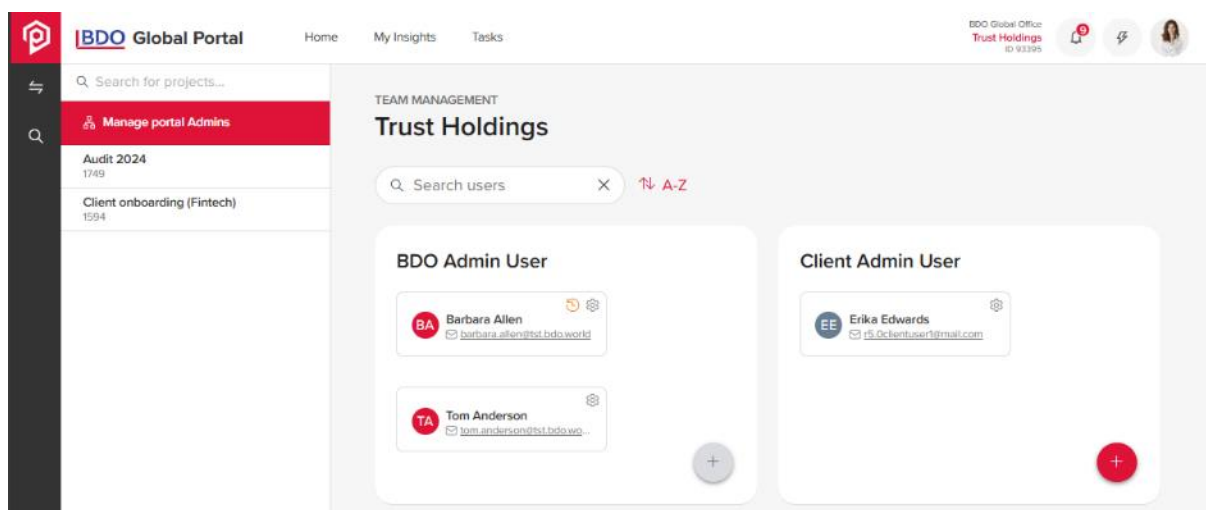 BDO Global Portal
Home
My Insights
Tasks
BDO Global Office
Trust Holdings
ID 93395
9
Search for projects...
Manage portal Admins
Audit 2024
1749
Client onboarding (Fintech)
1594
TEAM MANAGEMENT
Trust Holdings
Search users
A-Z
BDO Admin User
BA
Barbara Allen
barbara.allen@tst.bdo.world
TA
Tom Anderson
tom.anderson@tst.bdo.wo...
+
Client Admin User
EE
Erika Edwards
r5.0clientuser1@mail.com
+